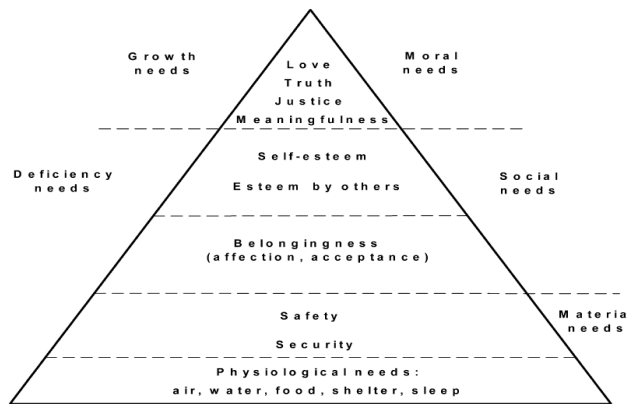 Growth
needs
Moral
needs
Love
Truth
Justice
Meaningfulness
Deficiency
needs
Self-esteem
Esteem by others
Social
needs
Belongingness
(affection, acceptance)
Safety
Security
Materia
needs
Physiological needs:
air, water, food, shelter, sleep